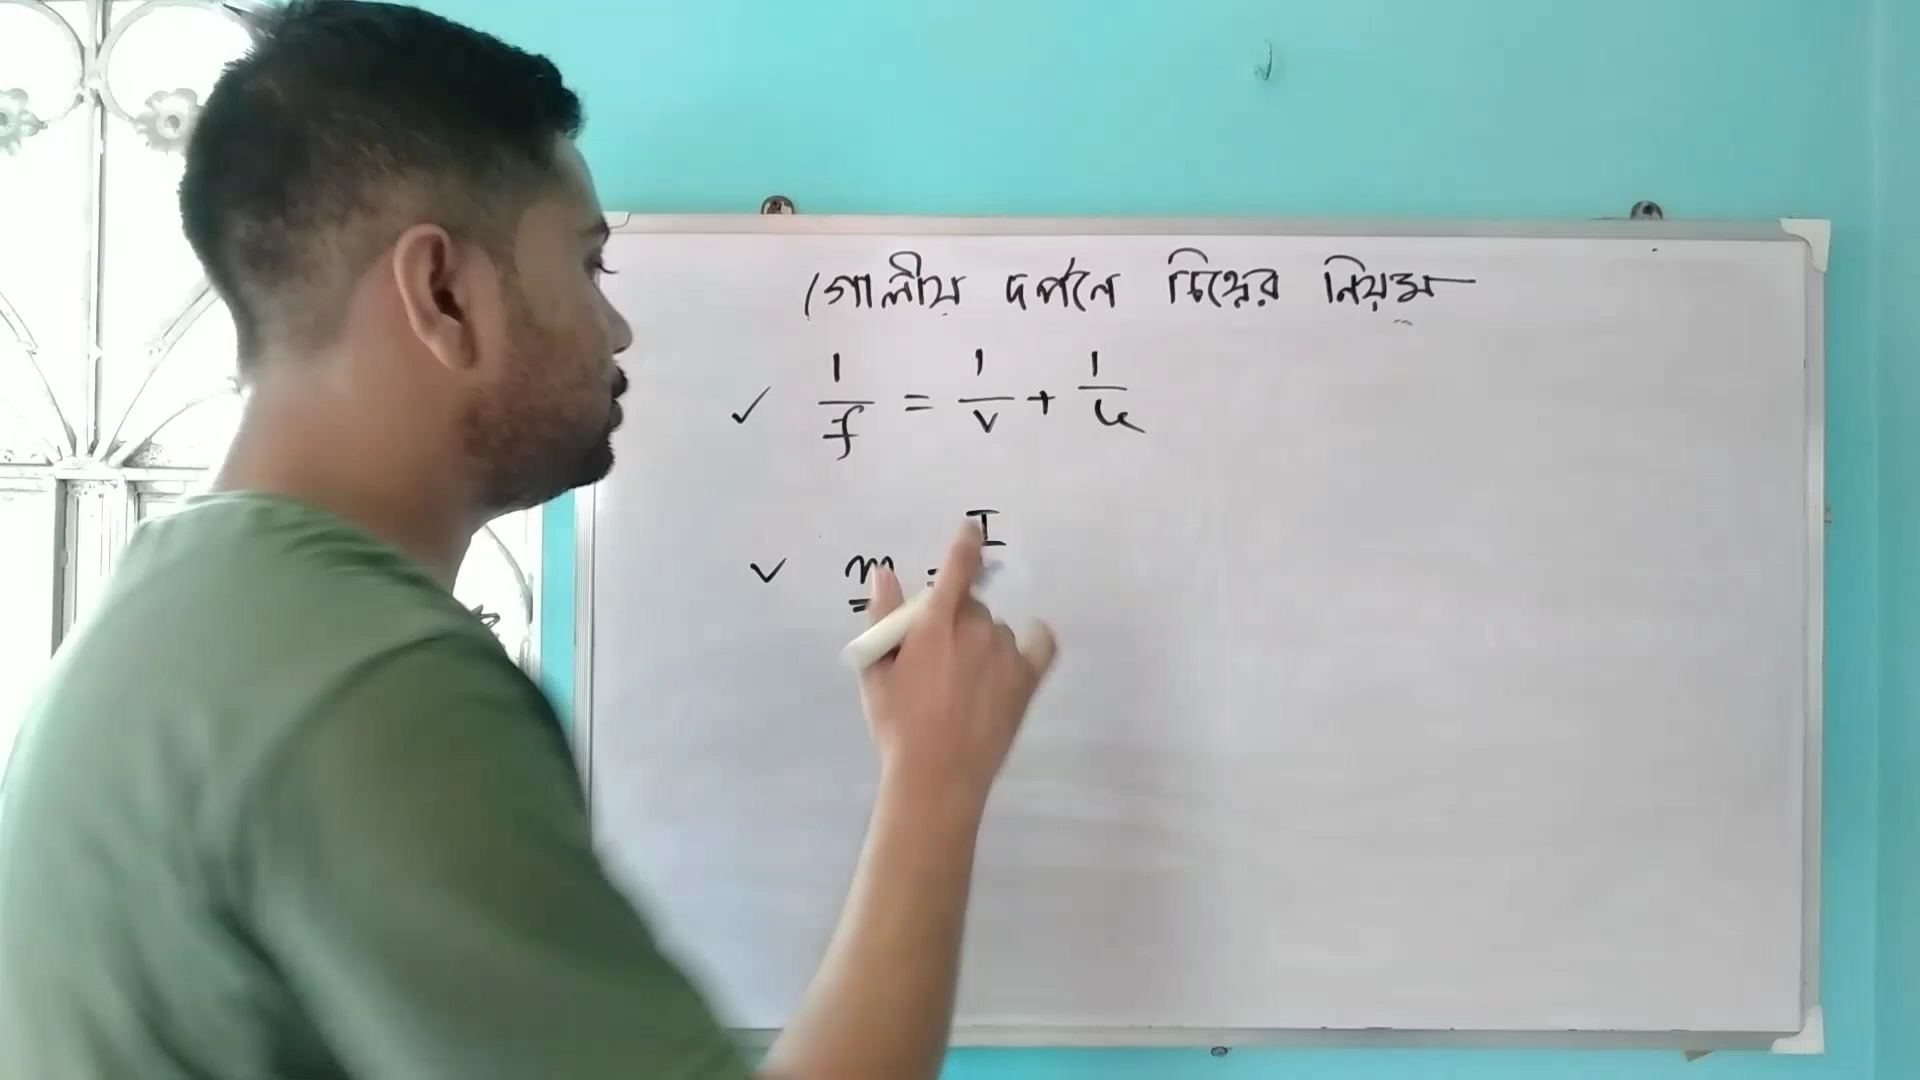 গোলীয় দর্পনে চিহ্নের নিয়ম
✓ 1/f = 1/v + 1/u
✓ m = I